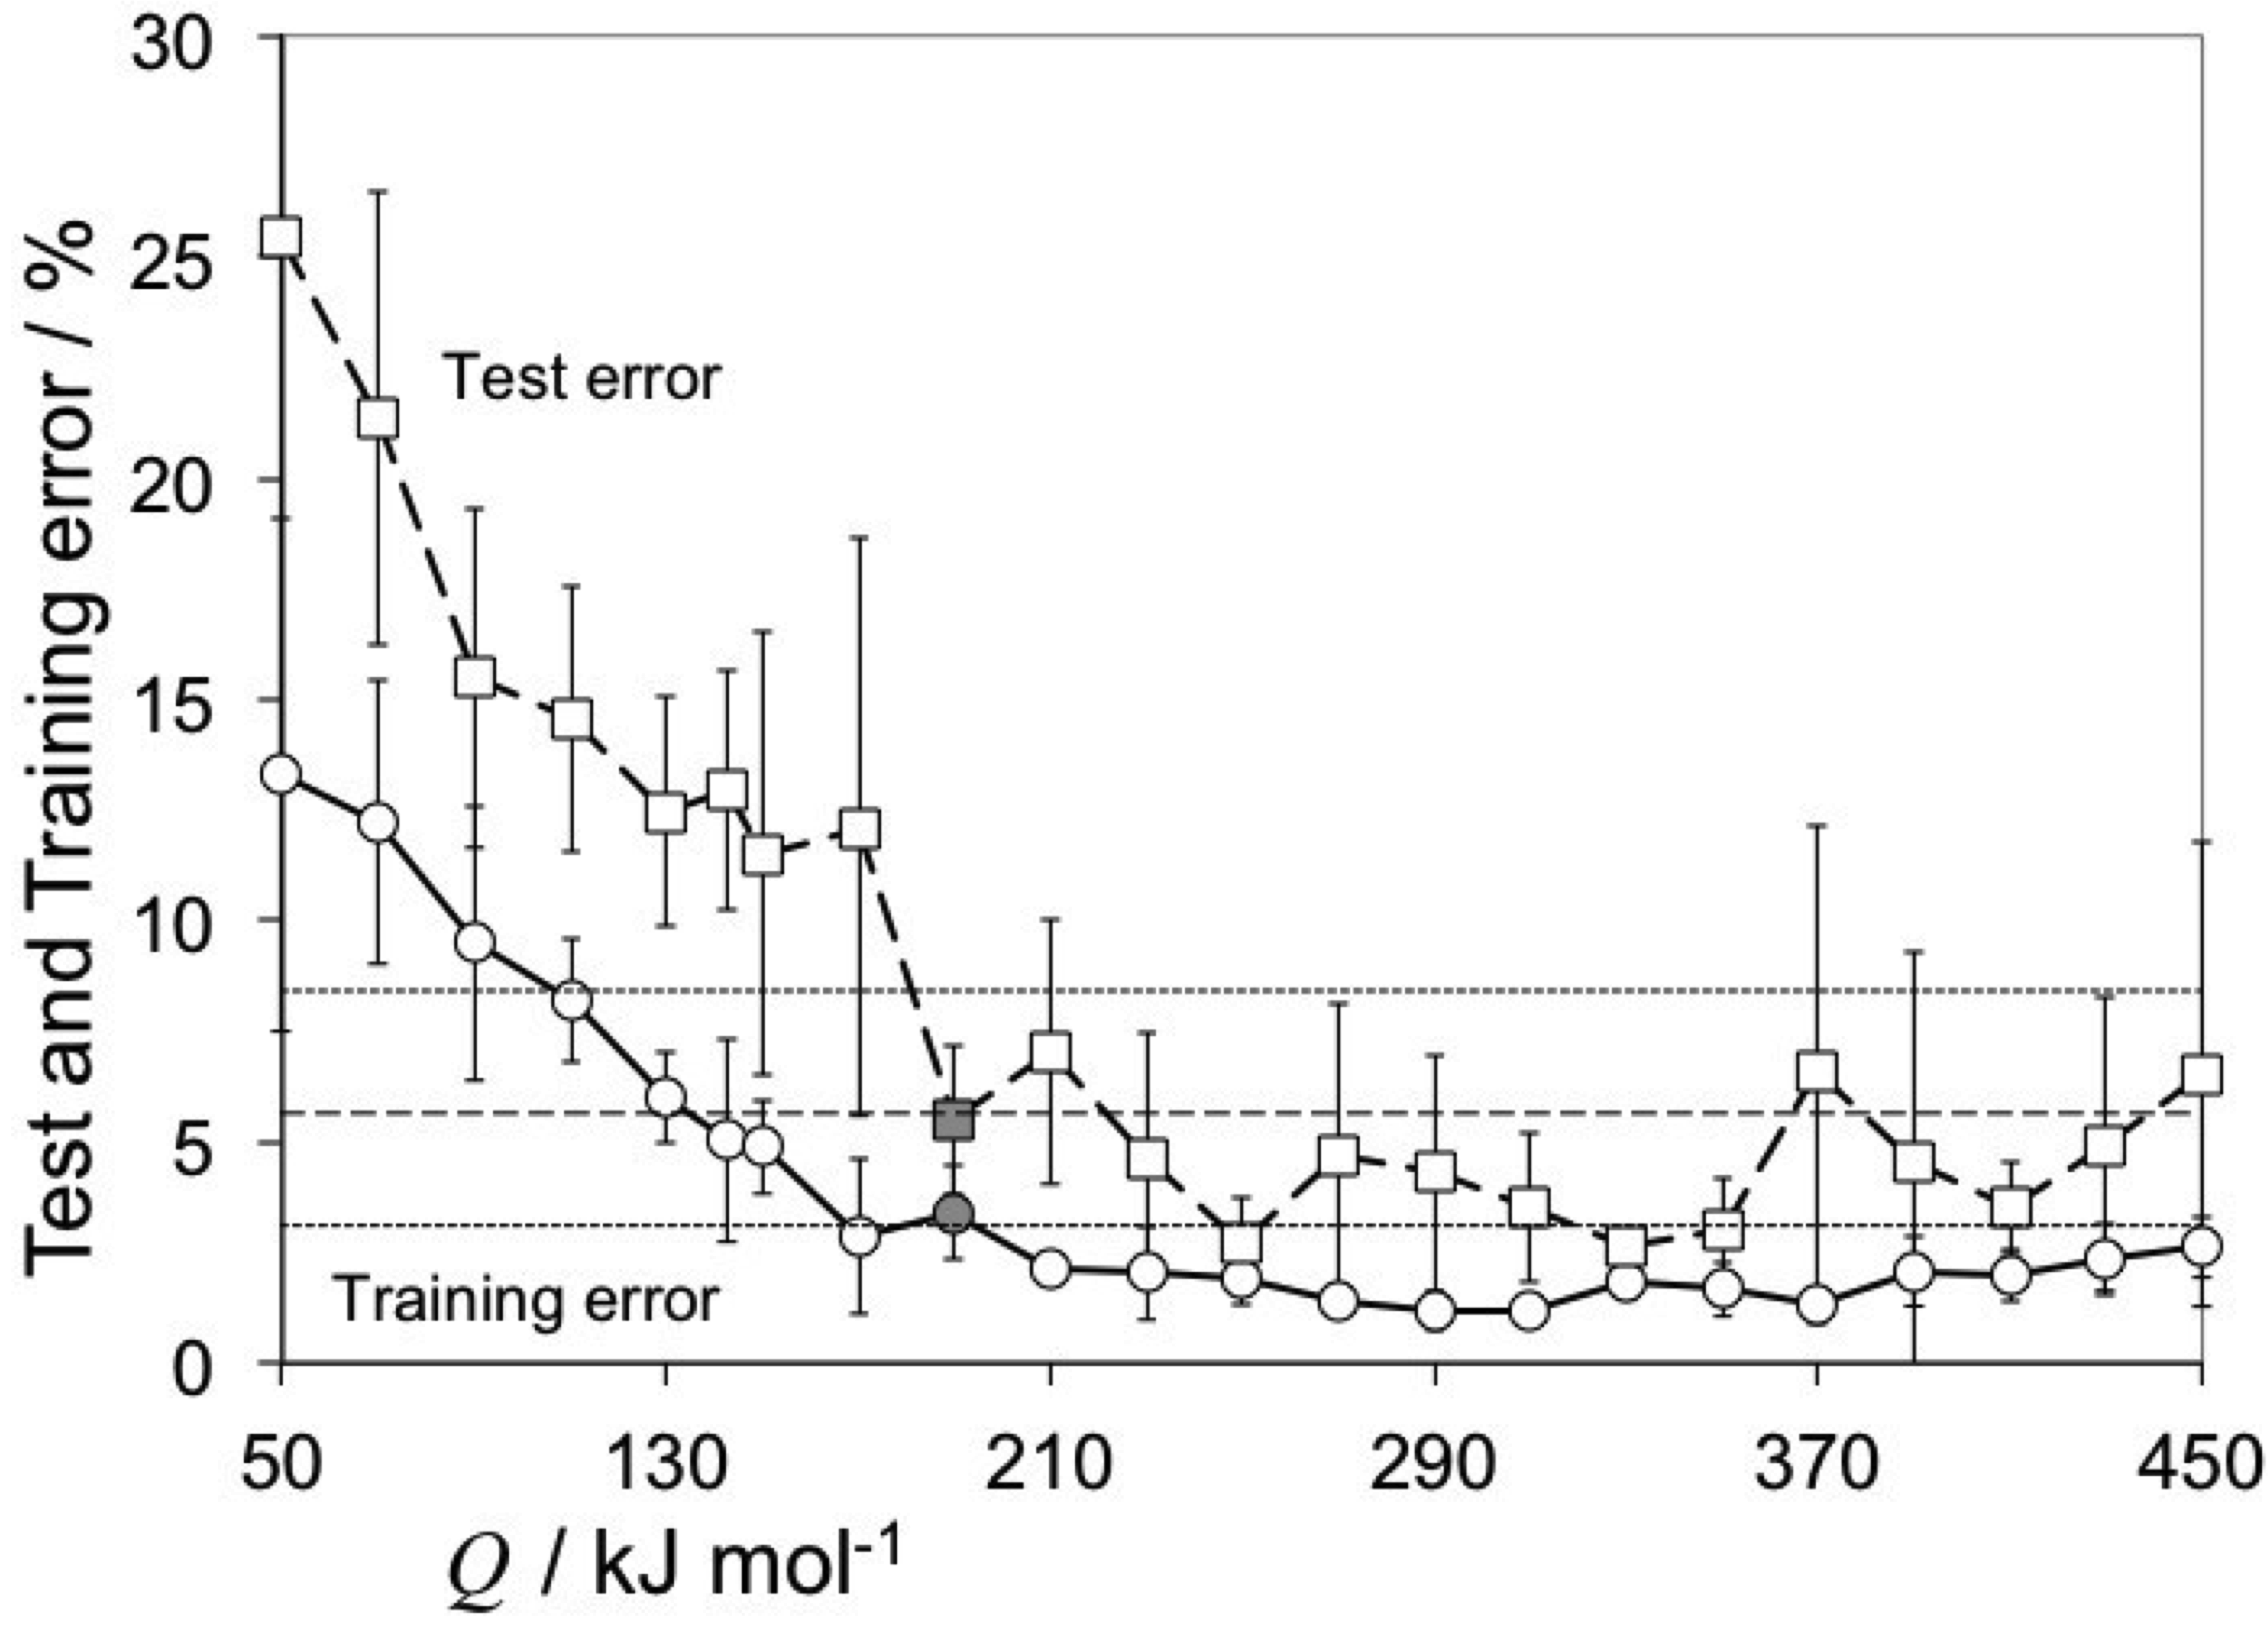 Test and Training error / %
30
25
20
15
10
5
0
Test error
Training error
50 130 210 290 370 450
Q / kJ mol-1